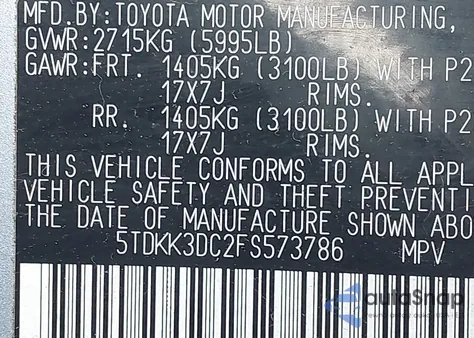 MFD.BY:TOYOTA MOTOR MANUFACTURING,
GVWR:2715KG (5995LB)
GAWR:FRT. 1405KG (3100LB) WITH P2
17X7J RIMS.
RR. 1405KG (3100LB) WITH P2
17X7J RIMS.
THIS VEHICLE CONFORMS TO ALL APPL
VEHICLE SAFETY AND THEFT PREVENTI
THE DATE OF MANUFACTURE SHOWN ABO
5TDKK3DC2FS573786 MPV
autoSnap